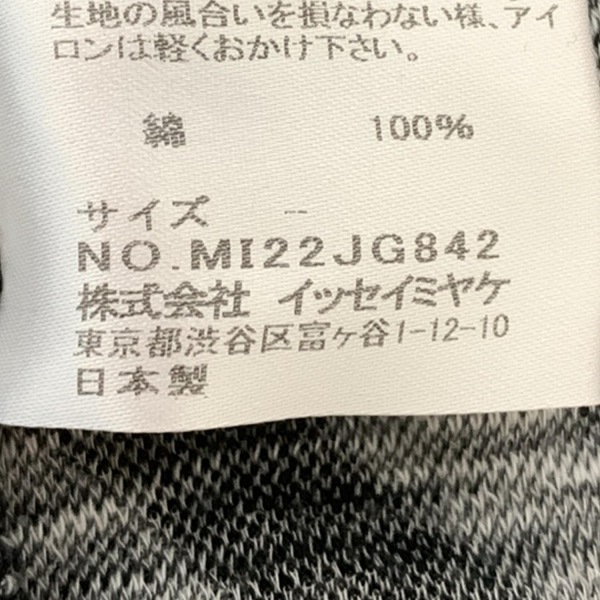 生地の風合いを損なわない様、アイ
ロンは軽くおかけ下さい。
綿 100%
サイズ --
NO.MI22JG842
株式会社 イッセイミヤケ
東京都渋谷区富ヶ谷1-12-10
日本製